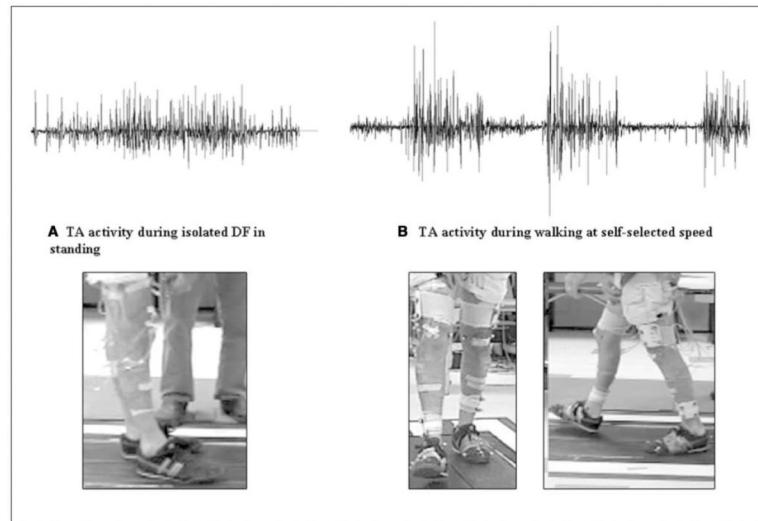 A TA activity during isolated DF in
standing
B TA activity during walking at self-selected speed